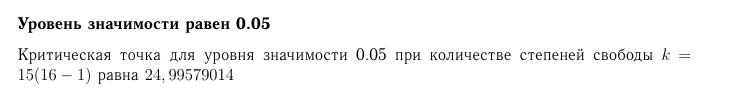 Уровень значимости равен 0.05
Критическая точка для уровня значимости 0.05 при количестве степеней свободы k =
15(16 − 1) равна 24, 99579014